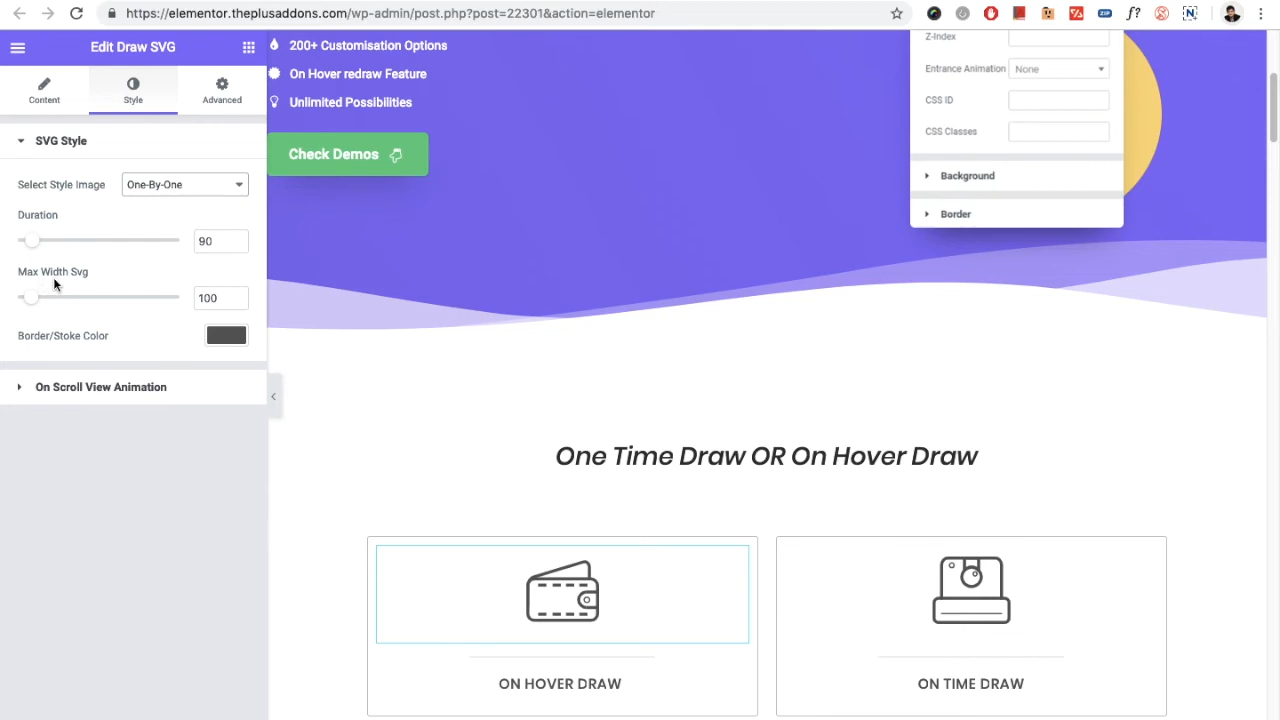 https://elementor.theplusaddons.com/wp-admin/post.php?post=22301&action=elementor
ZIP
f?
N
Edit Draw SVG
Content
Style
Advanced
SVG Style
Select Style Image
One-By-One
Duration
90
Max Width Svg
100
Border/Stoke Color
On Scroll View Animation
200+ Customisation Options
On Hover redraw Feature
Unlimited Possibilities
Check Demos
Z-Index
Entrance Animation
None
CSS ID
CSS Classes
Background
Border
One Time Draw OR On Hover Draw
ON HOVER DRAW
ON TIME DRAW